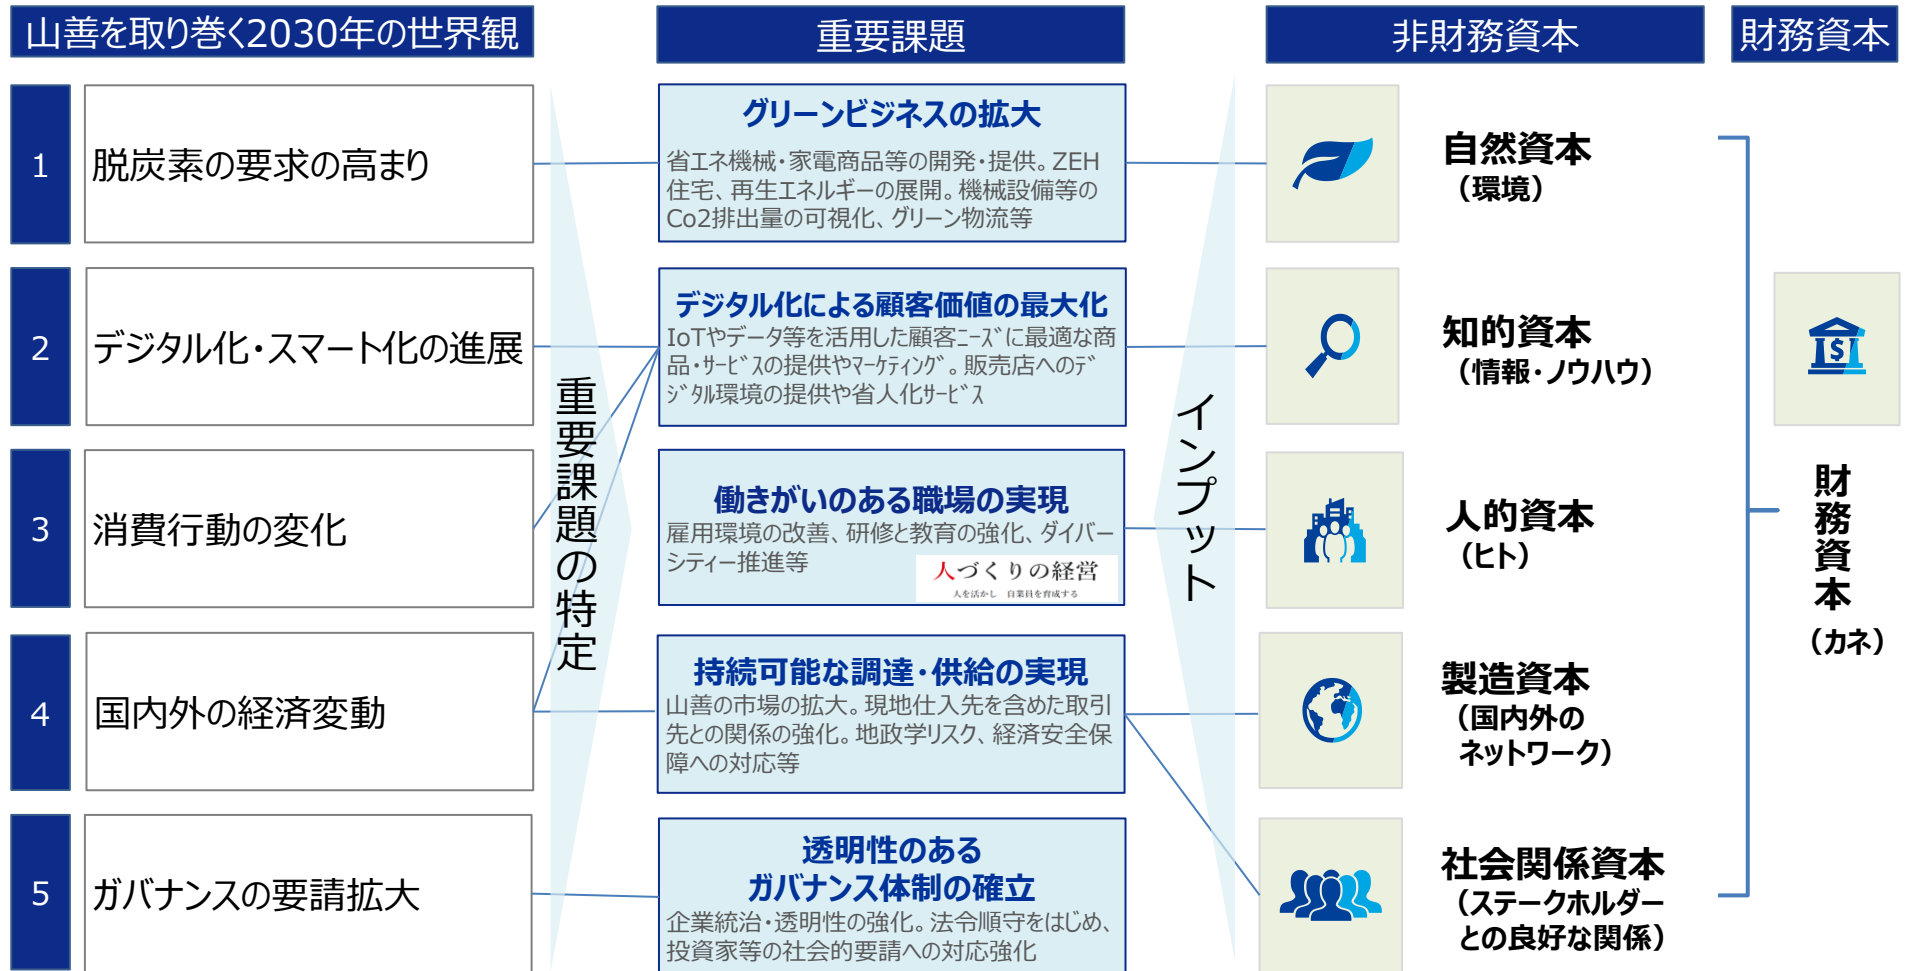 山善を取り巻く2030年の世界観
重要課題
非財務資本
財務資本
1
脱炭素の要求の高まり
2
デジタル化・スマート化の進展
3
消費行動の変化
4
国内外の経済変動
5
ガバナンスの要請拡大
重要課題の特定
グリーンビジネスの拡大
省エネ機械・家電商品等の開発・提供。ZEH
住宅、再生エネルギーの展開。機械設備等の
Co2排出量の可視化、グリーン物流等
デジタル化による顧客価値の最大化
IoTやデータ等を活用した顧客ﾆｰｽﾞに最適な商
品・ｻｰﾋﾞｽの提供やﾏｰｹﾃｨﾝｸﾞ。販売店へのﾃﾞ
ｼﾞﾀﾙ環境の提供や省人化ｻｰﾋﾞｽ
働きがいのある職場の実現
雇用環境の改善、研修と教育の強化、ダイバー
シティー推進等
人づくりの経営
人を活かし 自業員を育成する
持続可能な調達・供給の実現
山善の市場の拡大。現地仕入先を含めた取引
先との関係の強化。地政学リスク、経済安全保
障への対応等
透明性のある
ガバナンス体制の確立
企業統治・透明性の強化。法令順守をはじめ、
投資家等の社会的要請への対応強化
インプット
自然資本
（環境）
知的資本
（情報・ノウハウ）
人的資本
（ヒト）
製造資本
（国内外の
ネットワーク）
社会関係資本
（ステークホルダー
との良好な関係）
$
財務資本
（カネ）